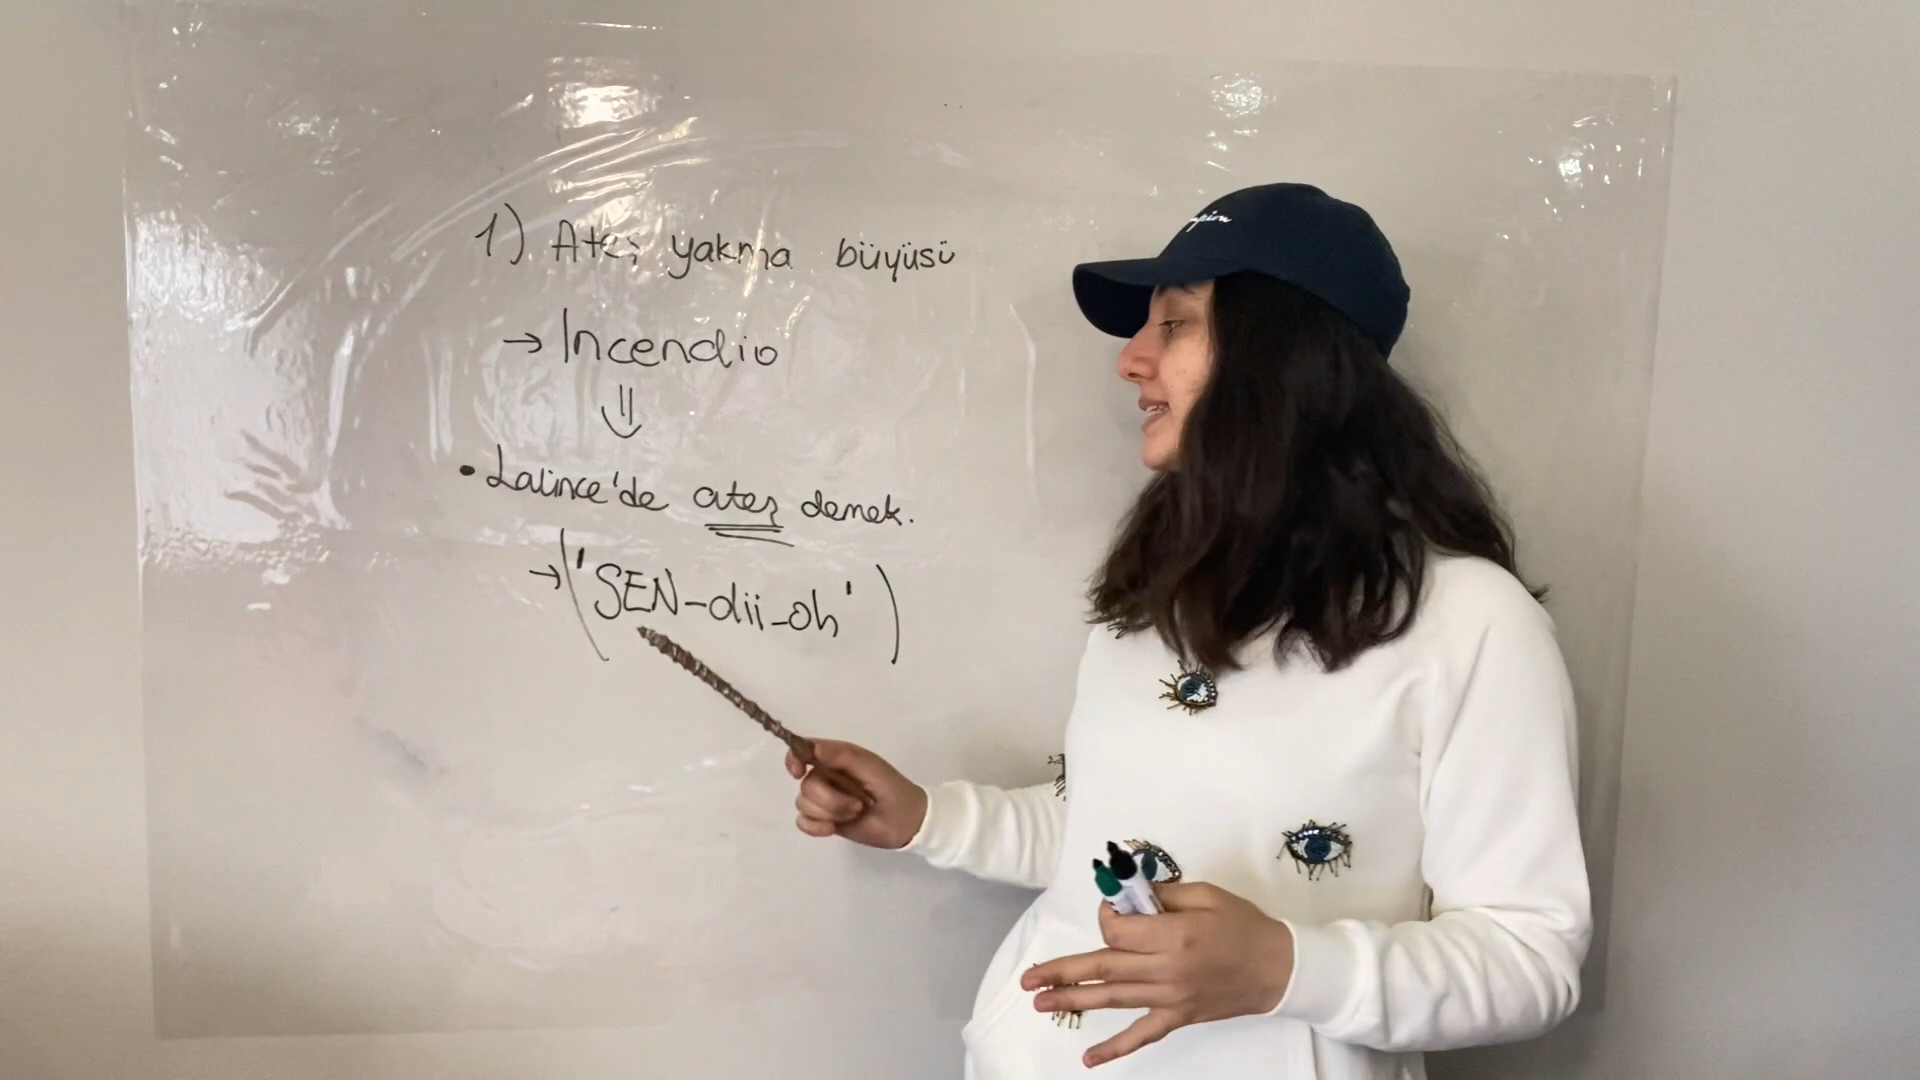 1). Ateş yakma büyüsü
→ Incendio
⇓
• Latince'de ateş demek.
→ ('SEN-dii-oh')